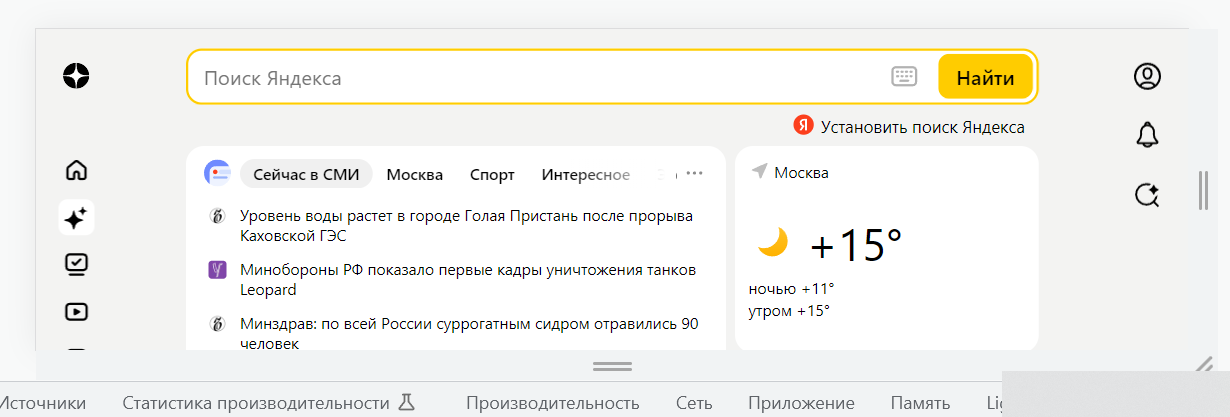 Поиск Яндекса
Найти
Я Установить поиск Яндекса
Сейчас в СМИ Москва Спорт Интересное
Уровень воды растет в городе Голая Пристань после прорыва
Каховской ГЭС
Минобороны РФ показало первые кадры уничтожения танков
Leopard
Минздрав: по всей России суррогатным сидром отравились 90
человек
Москва
+15°
ночью +11°
утром +15°
Источники Статистика производительности Производительность Сеть Приложение Память